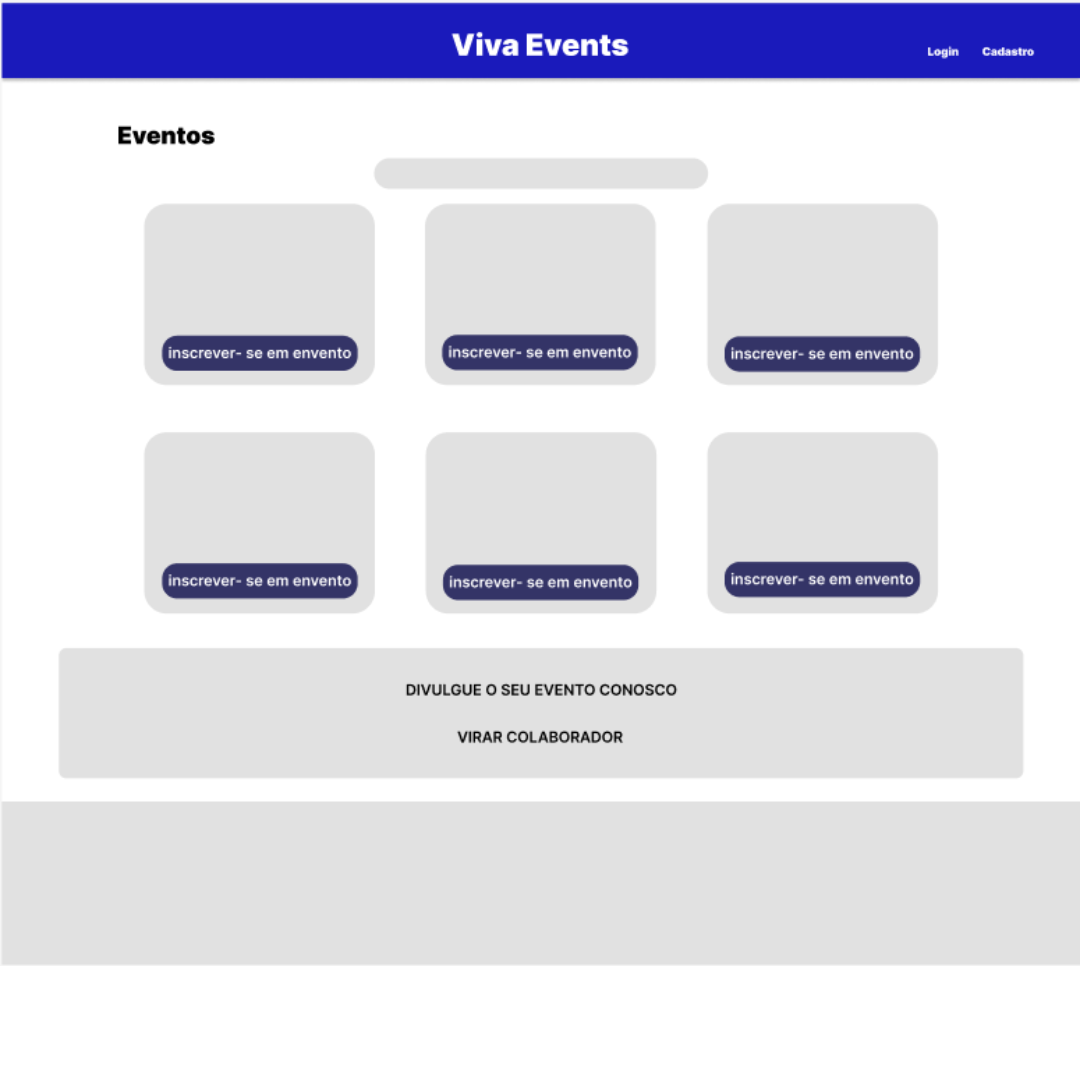 Viva Events
Login
Cadastro
Eventos
inscrever- se em envento
inscrever- se em envento
inscrever- se em envento
inscrever- se em envento
inscrever- se em envento
inscrever- se em envento
DIVULGUE O SEU EVENTO CONOSCO
VIRAR COLABORADOR